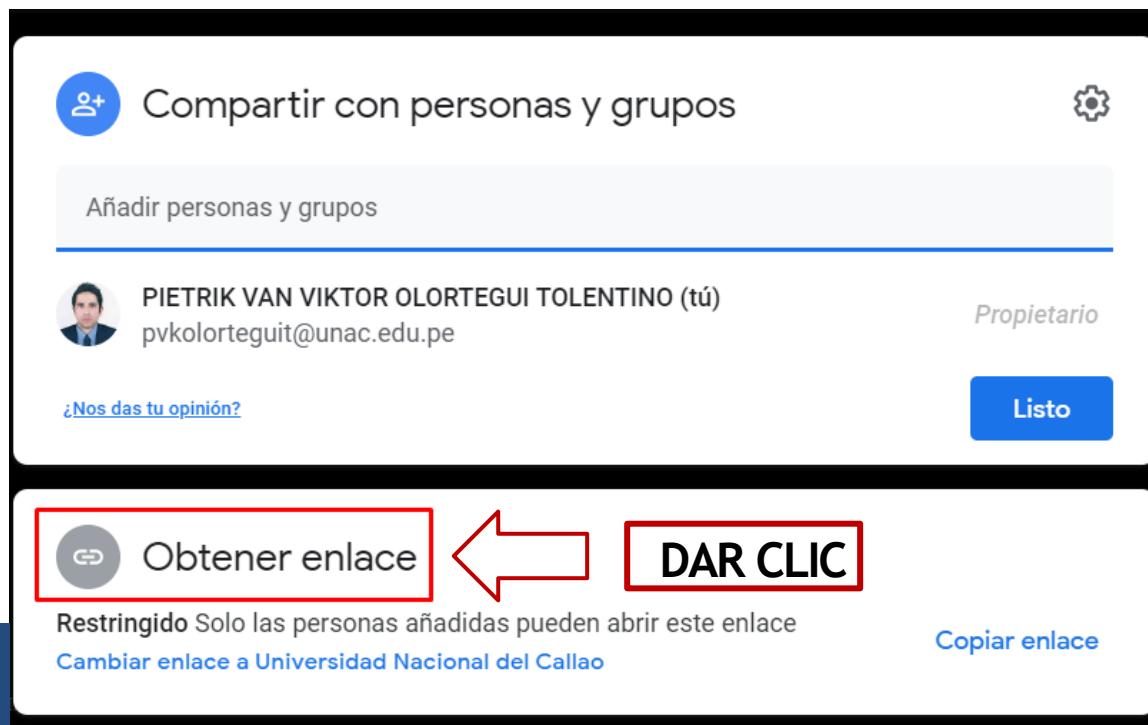 Compartir con personas y grupos
Añadir personas y grupos
PIETRIK VAN VIKTOR OLORTEGUI TOLENTINO (tú)
pvkolorteguit@unac.edu.pe
Propietario
¿Nos das tu opinión?
Listo
Obtener enlace
DAR CLIC
Restringido Solo las personas añadidas pueden abrir este enlace
Cambiar enlace a Universidad Nacional del Callao
Copiar enlace